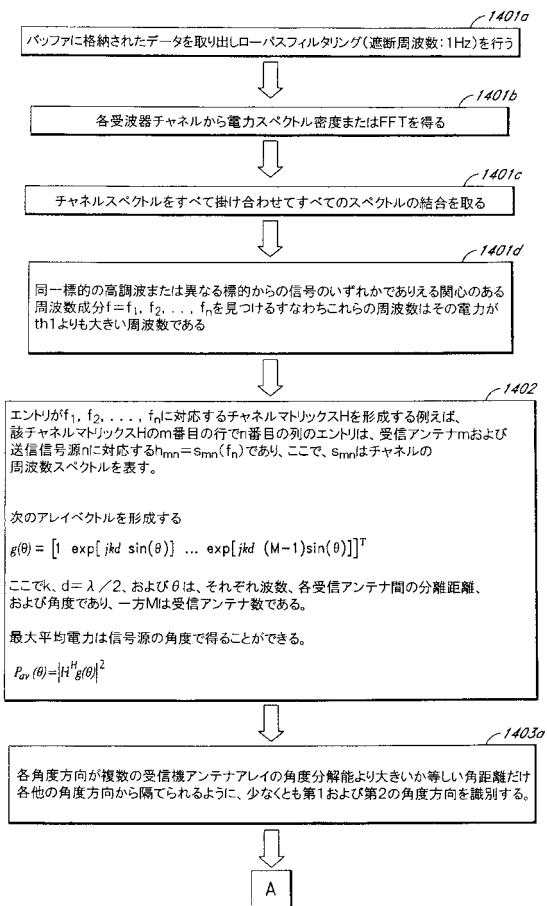 1401a
バッファに格納されたデータを取り出しローパスフィルタリング(遮断周波数:1Hz)を行う
1401b
各受波器チャネルから電力スペクトル密度またはFFTを得る
1401c
チャネルスペクトルをすべて掛け合わせてすべてのスペクトルの結合を取る
1401d
同一標的の高調波または異なる標的からの信号のいずれかでありえる関心のある
周波数成分f=f₁, f₂, . . , fₙを見つけるすなわちこれらの周波数はその電力が
th1よりも大きい周波数である
1402
エントリがf₁, f₂, . . . , fₙに対応するチャネルマトリックスHを形成する例えば、
該チャネルマトリックスHのm番目の行でn番目の列のエントリは、受信アンテナmおよび
送信信号源nに対応するhₘₙ=sₘₙ(fₙ)であり、ここで、sₘₙはチャネルの
周波数スペクトルを表す。
次のアレイベクトルを形成する
g(θ) = [1 exp[jkd sin(θ)} ... exp[jkd (M-1)sin(θ)]]ᵀ
ここでk、d=λ/2、およびθは、それぞれ波数、各受信アンテナ間の分離距離、
および角度であり、一方Mは受信アンテナ数である。
最大平均電力は信号源の角度で得ることができる。
Pav(θ)=|Hᴴg(θ)|²
1403a
各角度方向が複数の受信機アンテナアレイの角度分解能より大きいか等しい角距離だけ
各他の角度方向から隔てられるように、少なくとも第1および第2の角度方向を識別する。
A